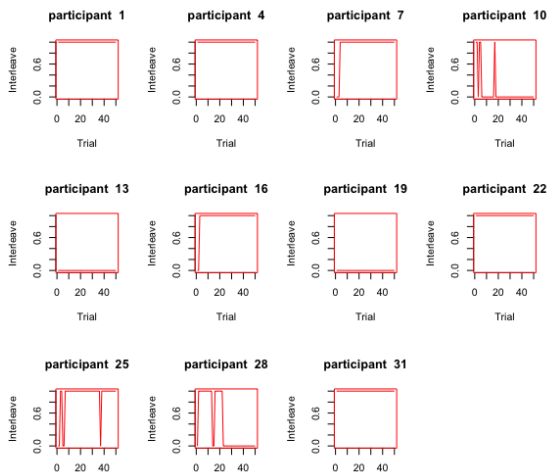 participant 1 participant 4 participant 7 participant 10
Interleave Interleave Interleave Interleave
0.6 0.6 0.6 0.6
0.0 0.0 0.0 0.0
0 20 40 0 20 40 0 20 40 0 20 40
Trial Trial Trial Trial
participant 13 participant 16 participant 19 participant 22
Interleave Interleave Interleave Interleave
0.6 0.6 0.6 0.6
0.0 0.0 0.0 0.0
0 20 40 0 20 40 0 20 40 0 20 40
Trial Trial Trial Trial
participant 25 participant 28 participant 31
Interleave Interleave Interleave
0.6 0.6 0.6
0.0 0.0 0.0
0 20 40 0 20 40 0 20 40
Trial Trial Trial